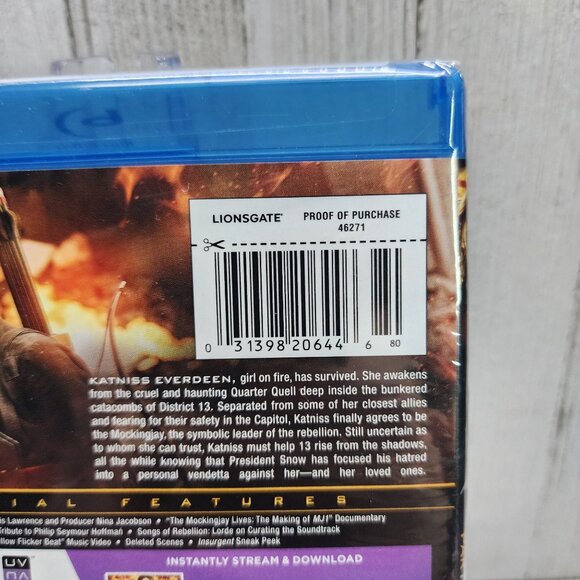 LIONSGATE PROOF OF PURCHASE
46271
0 31398 20644 6 80
KATNISS EVERDEEN, girl on fire, has survived. She awakens
from the cruel and haunting Quarter Quell deep inside the bunkered
catacombs of District 13. Separated from some of her closest allies
and fearing for their safety in the Capitol, Katniss finally agrees to be
the Mockingjay, the symbolic leader of the rebellion. Still uncertain as
to whom she can trust, Katniss must help 13 rise from the shadows,
all the while knowing that President Snow has focused his hatred
into a personal vendetta against her—and her loved ones.
IAL FEATURES
is Lawrence and Producer Nina Jacobson • "The Mockingjay Lives: The Making of MJ1" Documentary
Tribute to Philip Seymour Hoffman • Songs of Rebellion: Lorde on Curating the Soundtrack
llow Flicker Beat" Music Video • Deleted Scenes • Insurgent Sneak Peek
UV INSTANTLY STREAM & DOWNLOAD